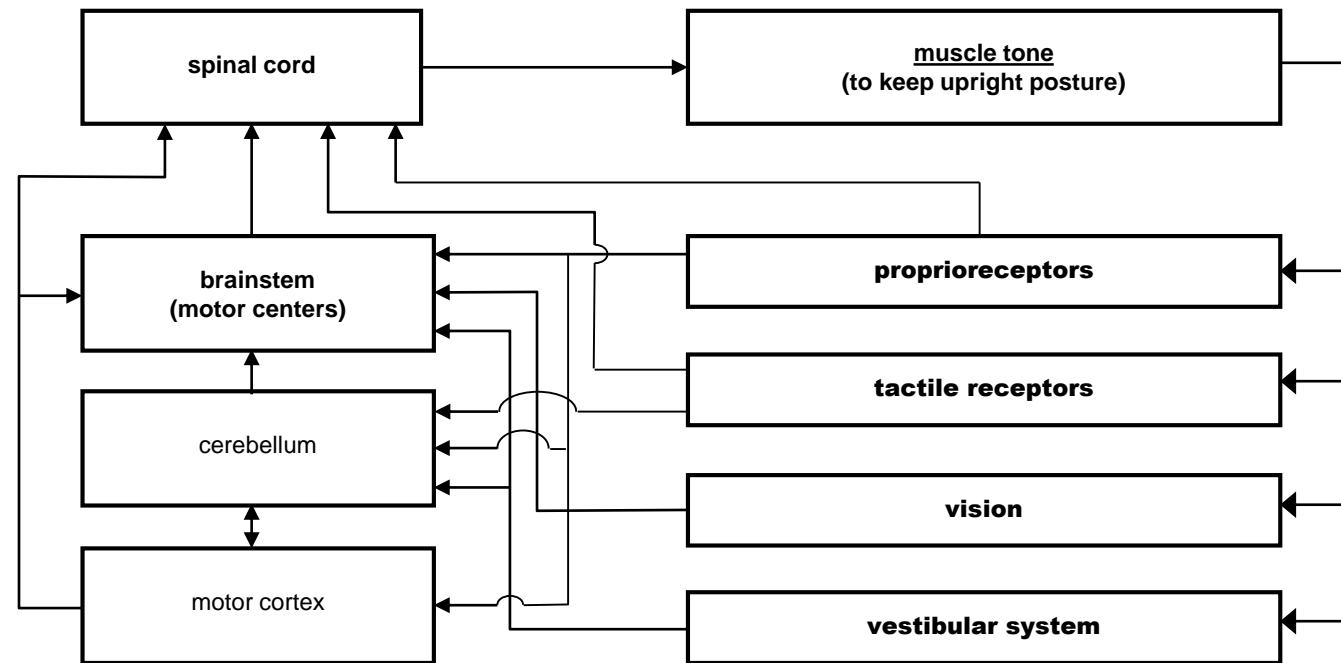 spinal cord
muscle tone
(to keep upright posture)
brainstem
(motor centers)
proprioreceptors
tactile receptors
cerebellum
vision
motor cortex
vestibular system